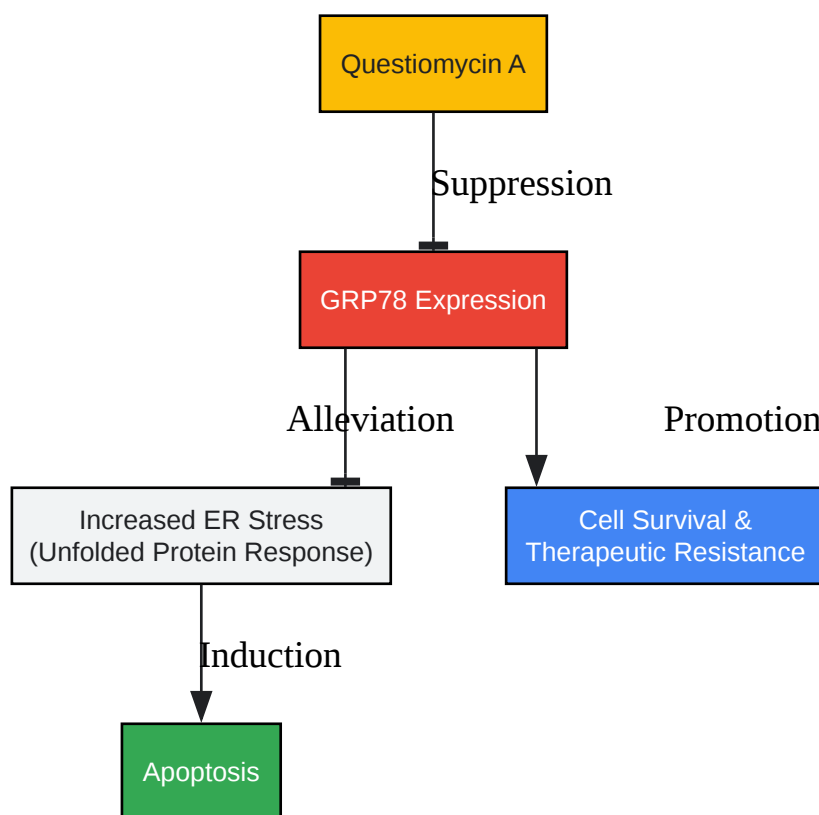 Questiomycin A
Suppression
GRP78 Expression
Alleviation
Promotion
Increased ER Stress
(Unfolded Protein Response)
Cell Survival &
Therapeutic Resistance
Induction
Apoptosis